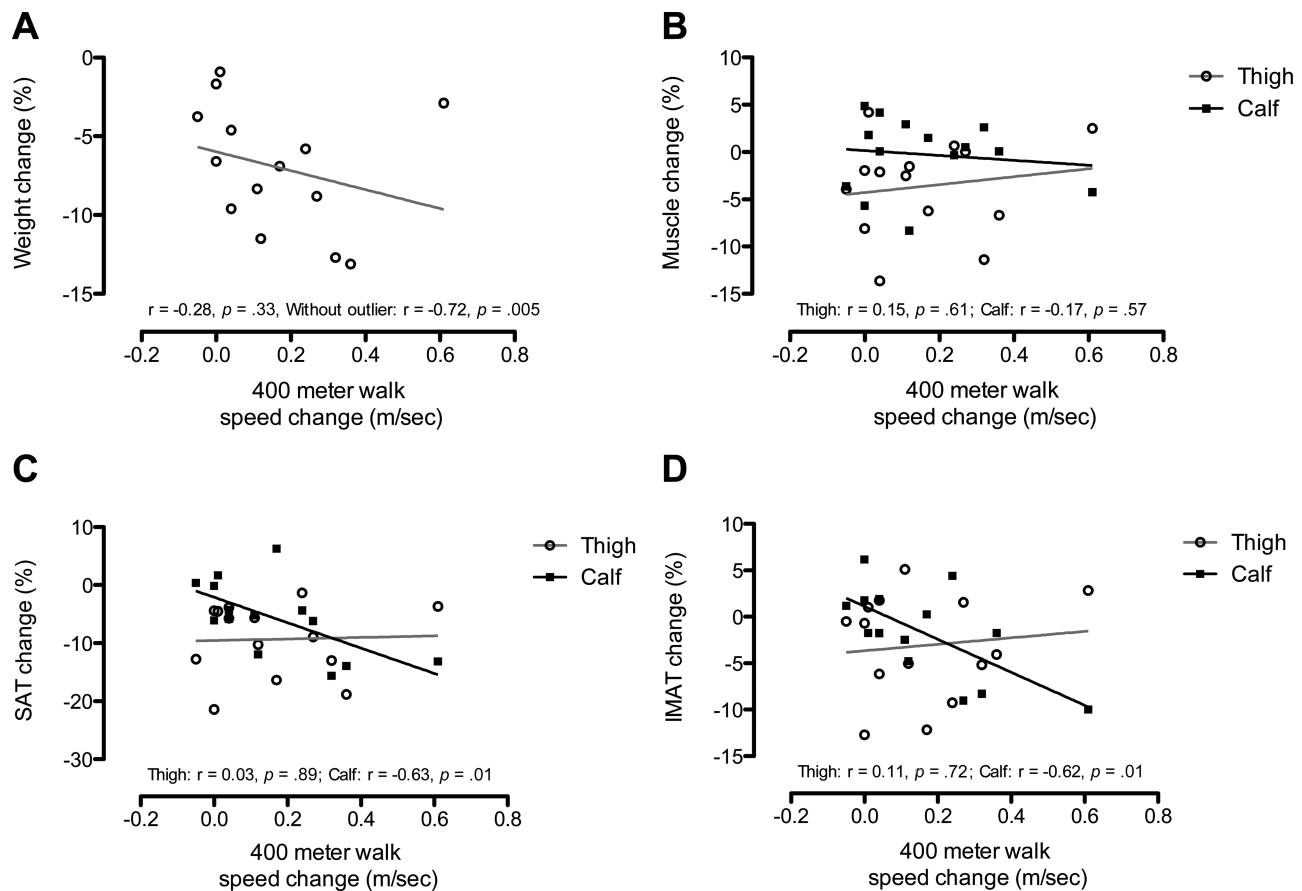 A
Weight change (%)
0
-5
-10
-15
r = -0.28, p = .33, Without outlier: r = -0.72, p = .005
-0.2 0.0 0.2 0.4 0.6 0.8
400 meter walk
speed change (m/sec)
B
Muscle change (%)
10
5
0
-5
-10
-15
Thigh
Calf
Thigh: r = 0.15, p = .61; Calf: r = -0.17, p = .57
-0.2 0.0 0.2 0.4 0.6 0.8
400 meter walk
speed change (m/sec)
C
SAT change (%)
10
0
-10
-20
-30
Thigh
Calf
Thigh: r = 0.03, p = .89; Calf: r = -0.63, p = .01
-0.2 0.0 0.2 0.4 0.6 0.8
400 meter walk
speed change (m/sec)
D
IMAT change (%)
10
5
0
-5
-10
-15
Thigh
Calf
Thigh: r = 0.11, p = .72; Calf: r = -0.62, p = .01
-0.2 0.0 0.2 0.4 0.6 0.8
400 meter walk
speed change (m/sec)